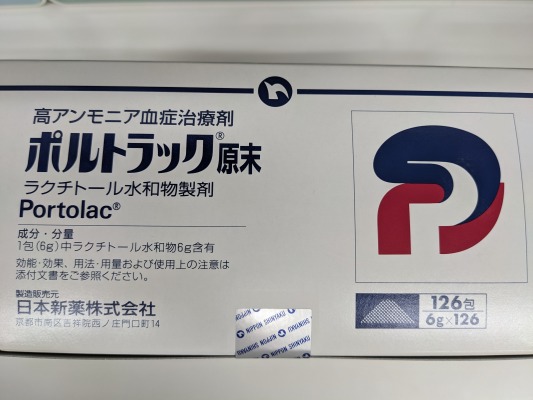 高アンモニア血症治療剤
ポルトラック®原末
ラクチトール水和物製剤
Portolac®
成分・分量
1包(6g)中ラクチトール水和物6g含有
効能・効果、用法・用量および使用上の注意は
添付文書をご参照ください。
製造販売元
日本新薬株式会社
京都市南区吉祥院西ノ庄門口町14
126包
6g×126
NIPPON SHINYAKU